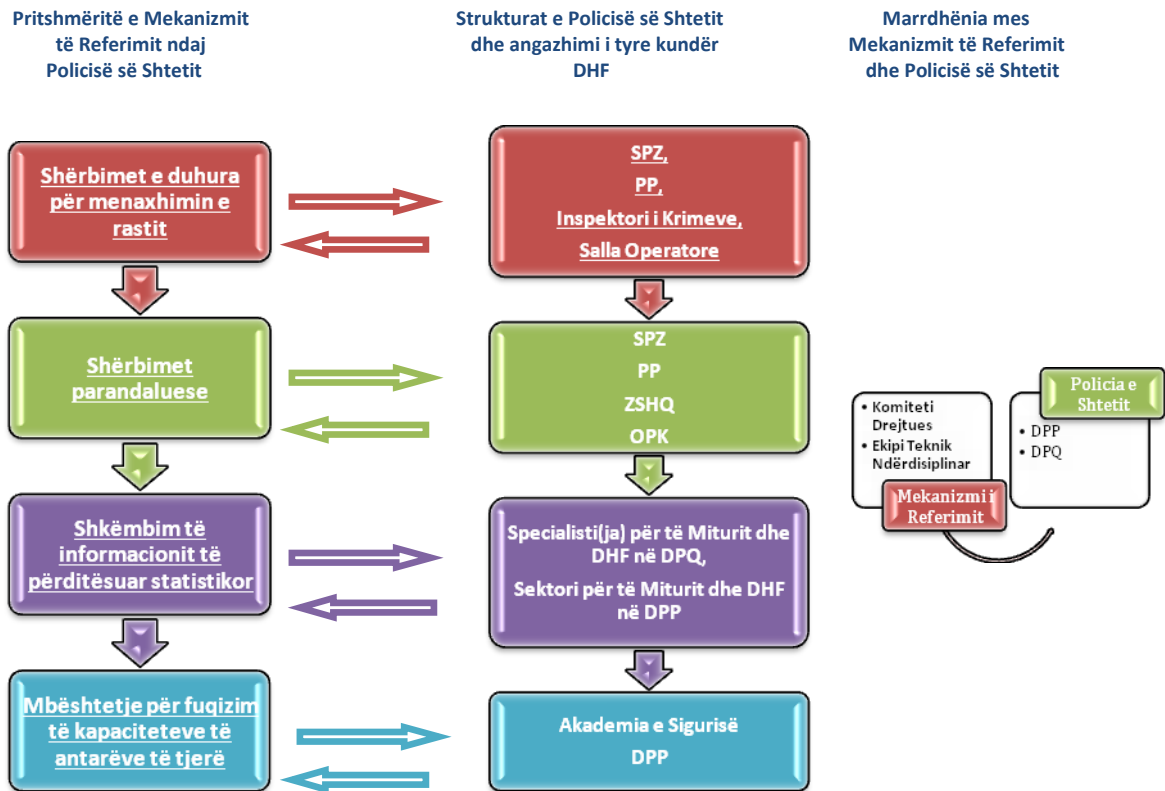 Pritshmëritë e Mekanizmit
të Referimit ndaj
Policisë së Shtetit
Strukturat e Policisë së Shtetit
dhe angazhimi i tyre kundër
DHF
Marrdhënia mes
Mekanizmit të Referimit
dhe Policisë së Shtetit
Shërbimet e duhura
për menaxhimin e
rastit
SPZ,
PP,
Inspektori i Krimeve,
Salla Operatore
Shërbimet
parandaluese
SPZ
PP
ZSHQ
OPK
Shkëmbim të
informacionit të
përditësuar statistikor
Specialisti(ja) për të Miturit dhe
DHF në DPQ,
Sektori për të Miturit dhe DHF
në DPP
Mbështetje për fuqizim
të kapaciteteve të
antarëve të tjerë
Akademia e Sigurisë
DPP
• Komiteti
Drejtues
• Ekipi Teknik
Ndërdisiplinar
Mekanizmi i
Referimit
Policia e
Shtetit
• DPP
• DPQ